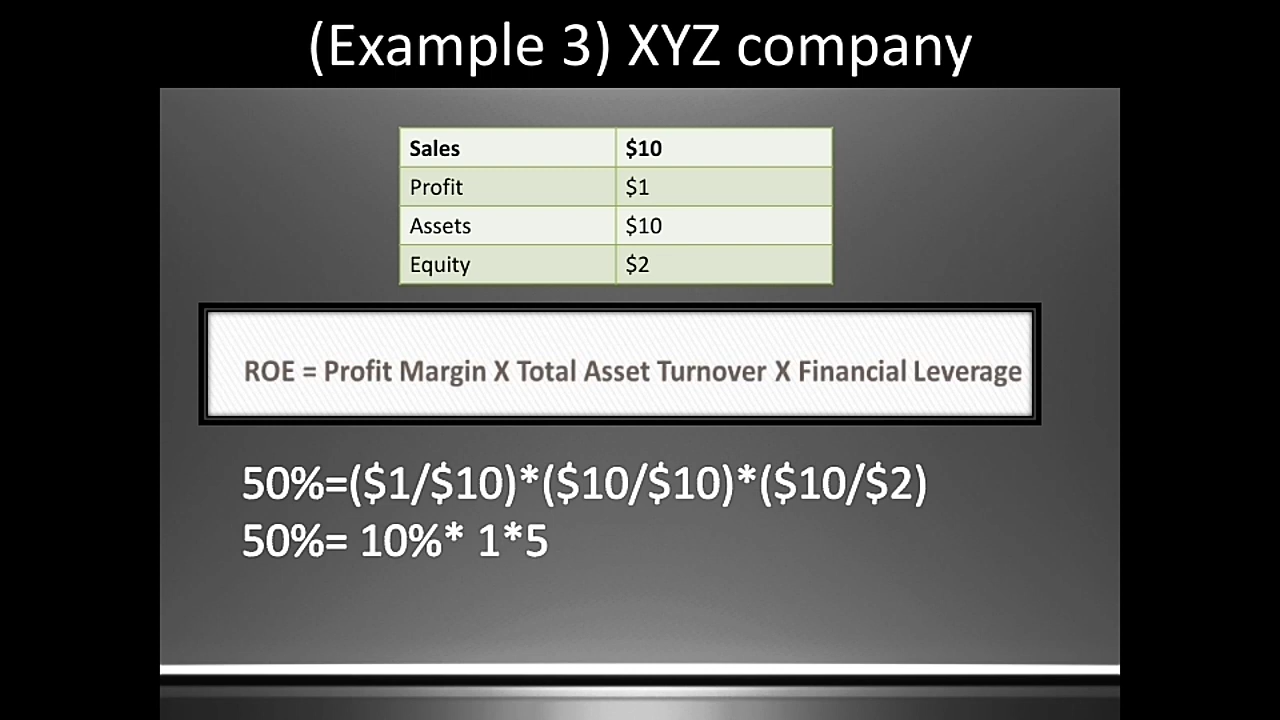 (Example 3) XYZ company
Sales $10
Profit $1
Assets $10
Equity $2
ROE = Profit Margin X Total Asset Turnover X Financial Leverage
50%=($1/$10)*($10/$10)*($10/$2)
50%= 10%* 1*5